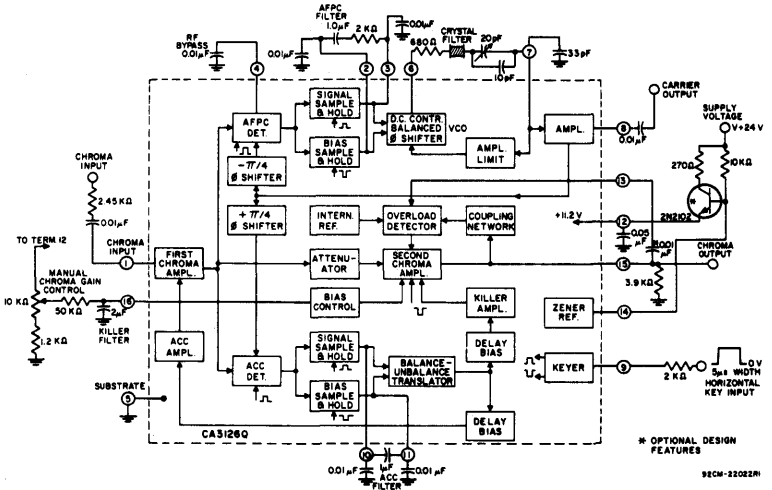 AFPC
FILTER
1.0µF
2 KΩ
0.01µF
RF
BYPASS
0.01µF
0.01µF
CRYSTAL
FILTER
680Ω
20pF
10pF
33pF
4
2
3
6
7
CARRIER
OUTPUT
SUPPLY
VOLTAGE
V+24 V
AFPC
DET.
SIGNAL
SAMPLE
& HOLD
BIAS
SAMPLE
& HOLD
D.C. CONTR.
BALANCED
Ø SHIFTER
VCO
AMPL.
LIMIT
AMPL.
8
0.01µF
270Ω
10KΩ
-π/4
Ø SHIFTER
+π/4
Ø SHIFTER
*
2N2102
13
+11.2V
12
0.05
µF
0.001
µF
CHROMA
INPUT
2.45 KΩ
0.01µF
CHROMA
INPUT
1
INTERN.
REF.
OVERLOAD
DETECTOR
COUPLING
NETWORK
FIRST
CHROMA
AMPL.
ATTENU-
ATOR
SECOND
CHROMA
AMPL.
15
CHROMA
OUTPUT
3.9 KΩ
TO TERM 12
MANUAL
CHROMA GAIN
CONTROL
10 KΩ
50KΩ
2µF
KILLER
FILTER
1.2 KΩ
16
BIAS
CONTROL
KILLER
AMPL.
ZENER
REF.
14
ACC
AMPL.
ACC
DET.
SIGNAL
SAMPLE
& HOLD
BIAS
SAMPLE
& HOLD
BALANCE-
UNBALANCE
TRANSLATOR
DELAY
BIAS
DELAY
BIAS
KEYER
9
2 KΩ
0V
5µs WIDTH
HORIZONTAL
KEY INPUT
SUBSTRATE
5
CA3126Q
10
11
0.01µF
1µF
0.01µF
ACC
FILTER
* OPTIONAL DESIGN
FEATURES
92CM-22022R1